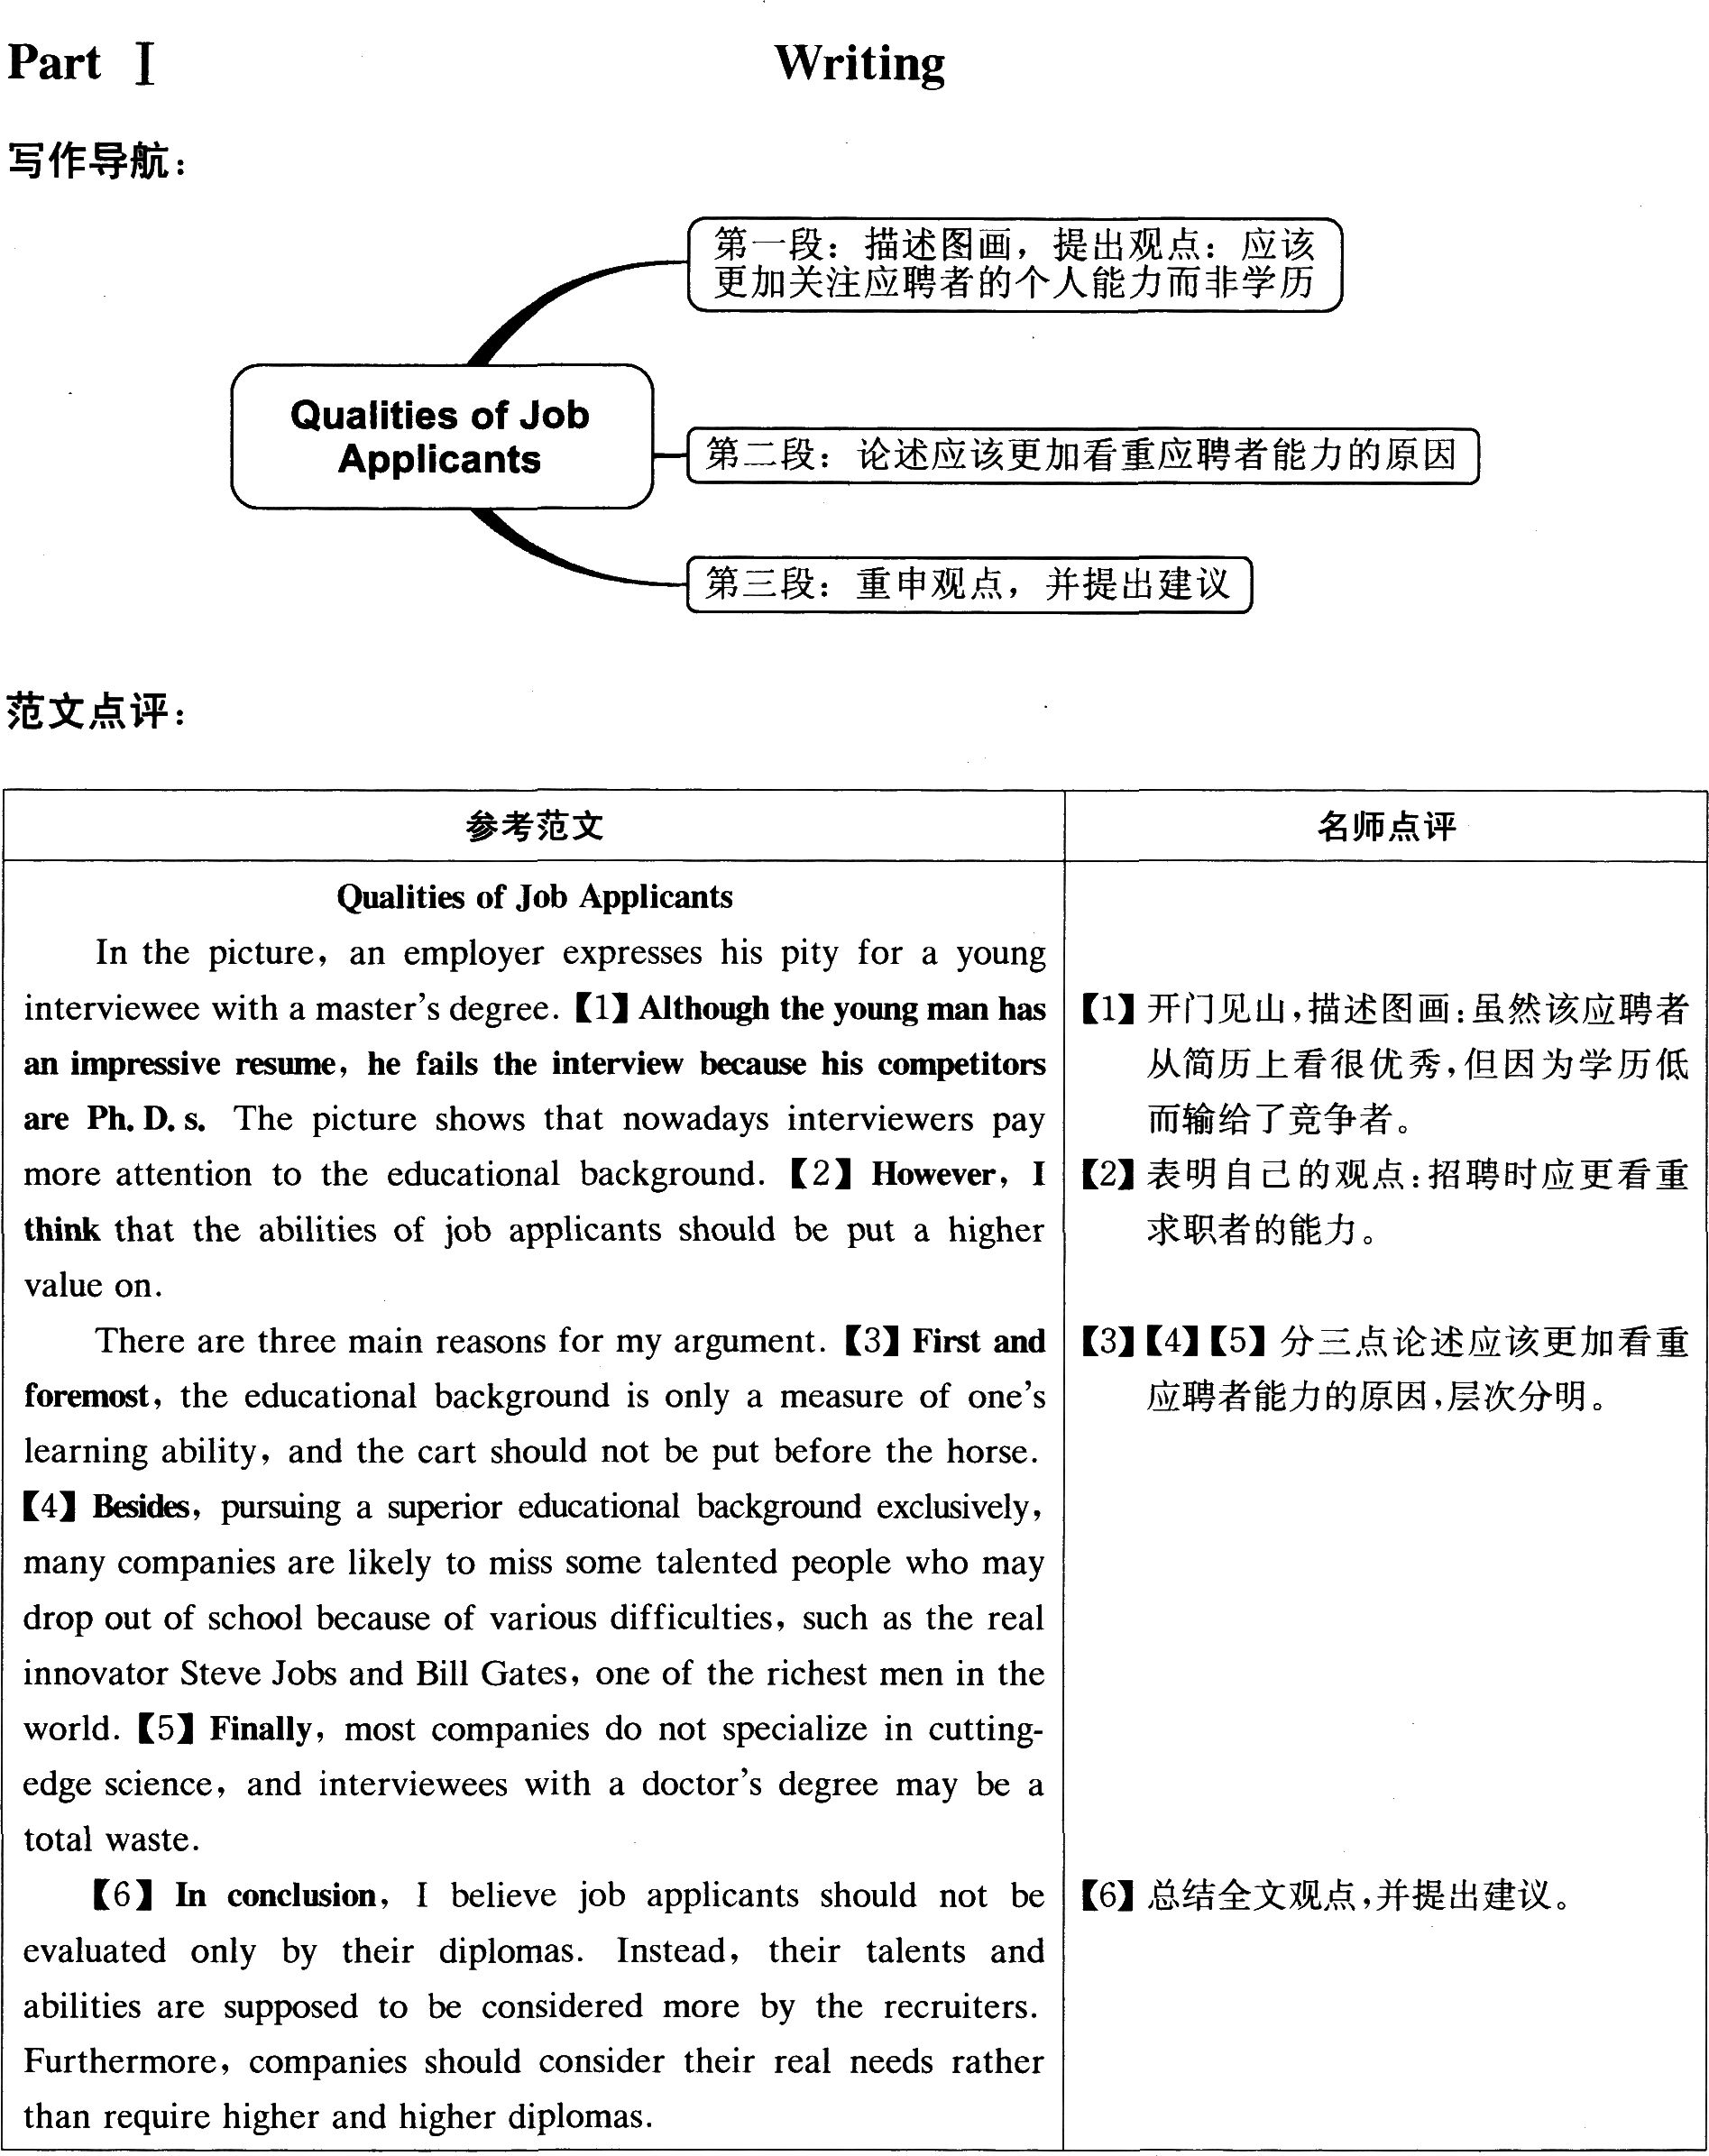 Part Ⅰ Writing
写作导航：
第一段：描述图画，提出观点：应该
更加关注应聘者的个人能力而非学历
Qualities of Job
Applicants
第二段：论述应该更加看重应聘者能力的原因
第三段：重申观点，并提出建议
范文点评：
参考范文
Qualities of Job Applicants
In the picture, an employer expresses his pity for a young
interviewee with a master's degree.【1】Although the young man has
an impressive resume, he fails the interview because his competitors
are Ph. D. s. The picture shows that nowadays interviewers pay
more attention to the educational background.【2】However, I
think that the abilities of job applicants should be put a higher
value on.
There are three main reasons for my argument.【3】First and
foremost, the educational background is only a measure of one's
learning ability, and the cart should not be put before the horse.
【4】Besides, pursuing a superior educational background exclusively,
many companies are likely to miss some talented people who may
drop out of school because of various difficulties, such as the real
innovator Steve Jobs and Bill Gates, one of the richest men in the
world.【5】Finally, most companies do not specialize in cutting-
edge science, and interviewees with a doctor's degree may be a
total waste.
【6】In conclusion, I believe job applicants should not be
evaluated only by their diplomas. Instead, their talents and
abilities are supposed to be considered more by the recruiters.
Furthermore, companies should consider their real needs rather
than require higher and higher diplomas.
名师点评
【1】开门见山，描述图画：虽然该应聘者
从简历上看很优秀，但因为学历低
而输给了竞争者。
【2】表明自己的观点：招聘时应更看重
求职者的能力。
【3】【4】【5】分三点论述应该更加看重
应聘者能力的原因，层次分明。
【6】总结全文观点，并提出建议。